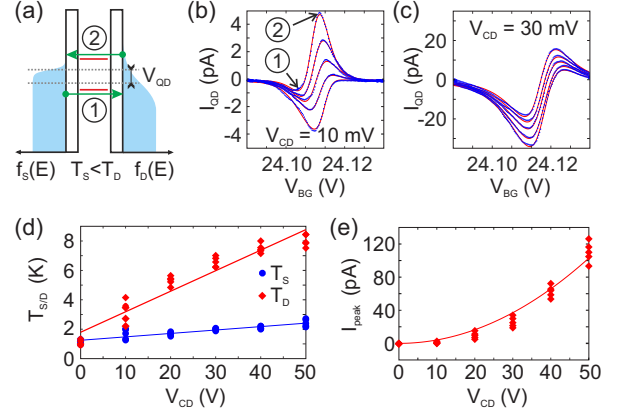 (a)
2
V_QD
1
f_S(E) T_S<T_D f_D(E)
(b)
I_QD (pA)
4
2
0
-2
-4
2
1
V_CD = 10 mV
24.10 24.12
V_BG (V)
(c)
V_CD = 30 mV
I_QD (pA)
20
0
-20
24.10 24.12
V_BG (V)
(d)
T_S/D (K)
8
6
4
2
0
T_S
T_D
0 10 20 30 40 50
V_CD (V)
(e)
I_peak (pA)
120
80
40
0
0 10 20 30 40 50
V_CD (V)